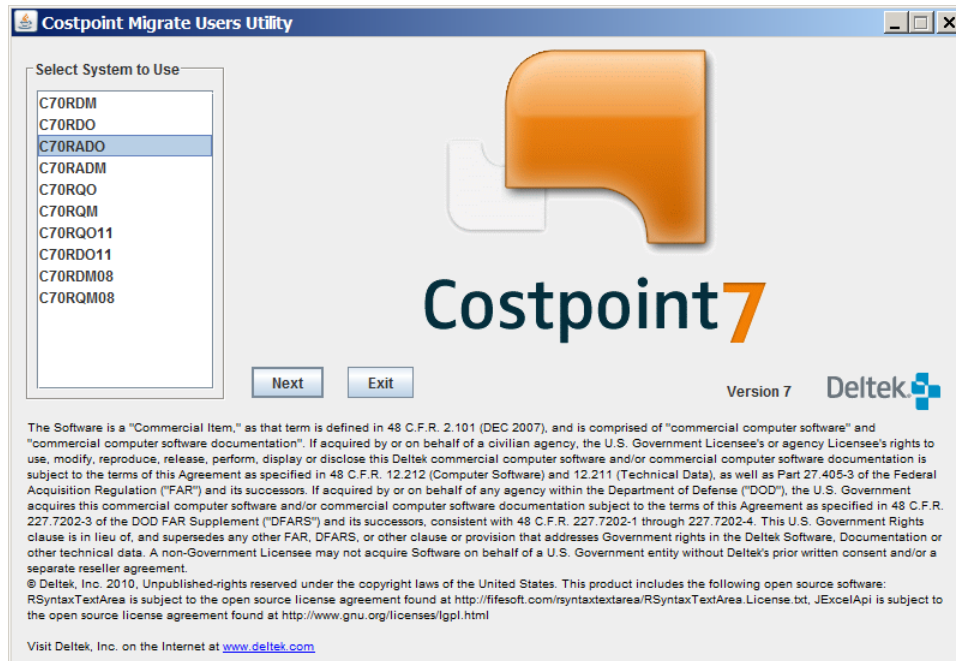 Costpoint Migrate Users Utility
Select System to Use
C70RDM
C70RDO
C70RADO
C70RADM
C70RQO
C70RQM
C70RQO11
C70RDO11
C70RDM08
C70RQM08
Costpoint7
Next
Exit
Version 7
Deltek
The Software is a "Commercial Item," as that term is defined in 48 C.F.R. 2.101 (DEC 2007), and is comprised of "commercial computer software" and
"commercial computer software documentation". If acquired by or on behalf of a civilian agency, the U.S. Government Licensee's or agency Licensee's rights to
use, modify, reproduce, release, perform, display or disclose this Deltek commercial computer software and/or commercial computer software documentation is
subject to the terms of this Agreement as specified in 48 C.F.R. 12.212 (Computer Software) and 12.211 (Technical Data), as well as Part 27.405-3 of the Federal
Acquisition Regulation ("FAR") and its successors. If acquired by or on behalf of any agency within the Department of Defense ("DOD"), the U.S. Government
acquires this commercial computer software and/or commercial computer software documentation subject to the terms of this Agreement as specified in 48 C.F.R.
227.7202-3 of the DOD FAR Supplement ("DFARS") and its successors, consistent with 48 C.F.R. 227.7202-1 through 227.7202-4. This U.S. Government Rights
clause is in lieu of, and supersedes any other FAR, DFARS, or other clause or provision that addresses Government rights in the Deltek Software, Documentation or
other technical data. A non-Government Licensee may not acquire Software on behalf of a U.S. Government entity without Deltek's prior written consent and/or a
separate reseller agreement.
© Deltek, Inc. 2010, Unpublished-rights reserved under the copyright laws of the United States. This product includes the following open source software:
RSyntaxTextArea is subject to the open source license agreement found at http://fifesoft.com/rsyntaxtextarea/RSyntaxTextArea.License.txt, JExcelApi is subject to
the open source license agreement found at http://www.gnu.org/licenses/lgpl.html
Visit Deltek, Inc. on the Internet at www.deltek.com